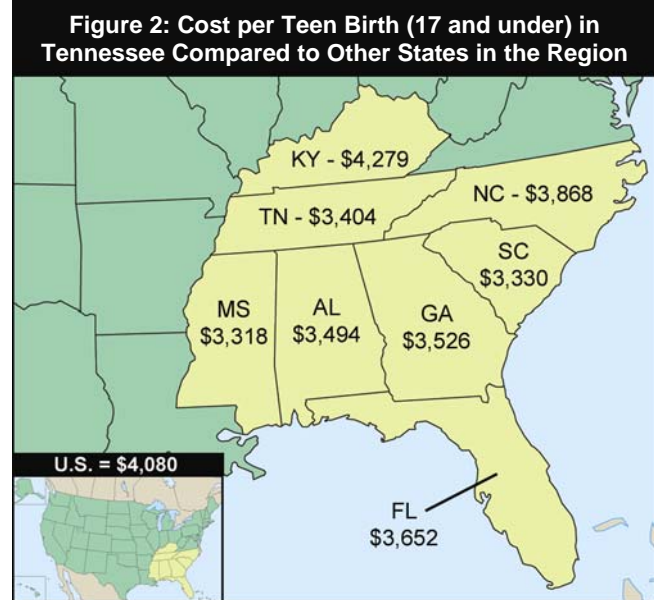 Figure 2: Cost per Teen Birth (17 and under) in
Tennessee Compared to Other States in the Region
KY - $4,279
NC - $3,868
TN - $3,404
SC
$3,330
MS
$3,318
AL
$3,494
GA
$3,526
U.S. = $4,080
FL
$3,652